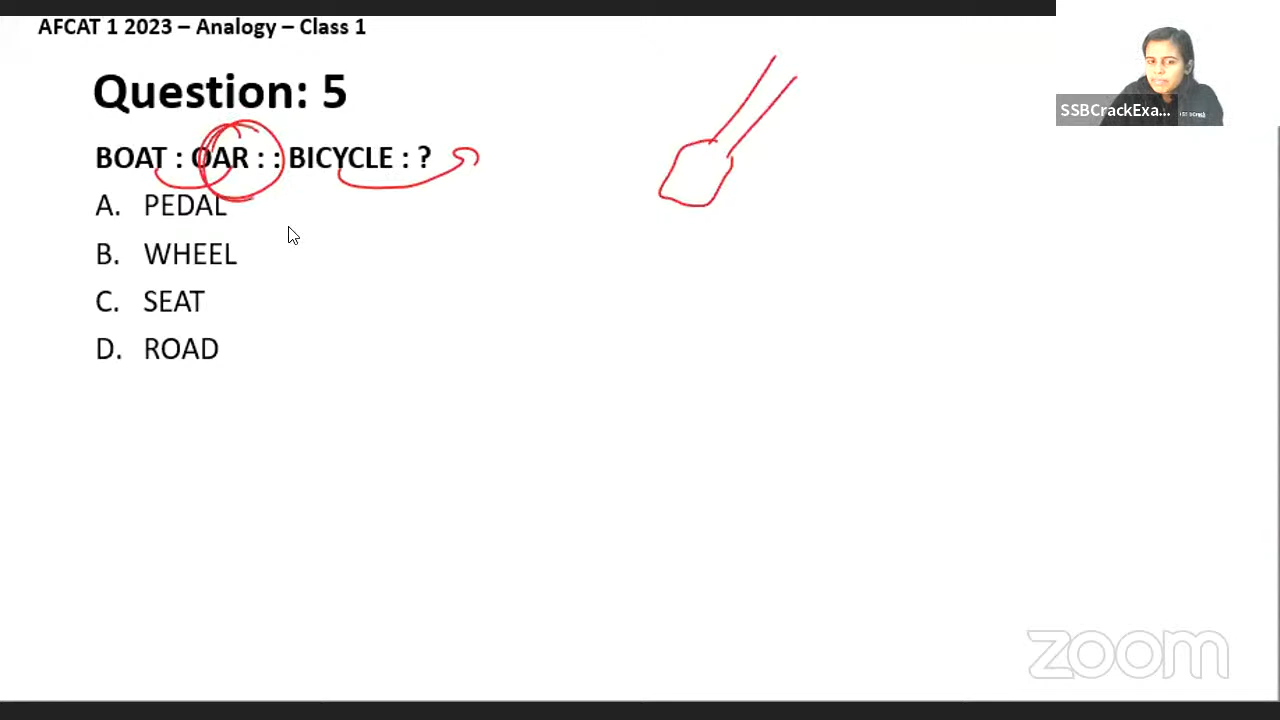 AFCAT 1 2023 – Analogy – Class 1
Question: 5
BOAT : OAR : : BICYCLE : ?
A. PEDAL
B. WHEEL
C. SEAT
D. ROAD
SSBCrackExa...
zoom